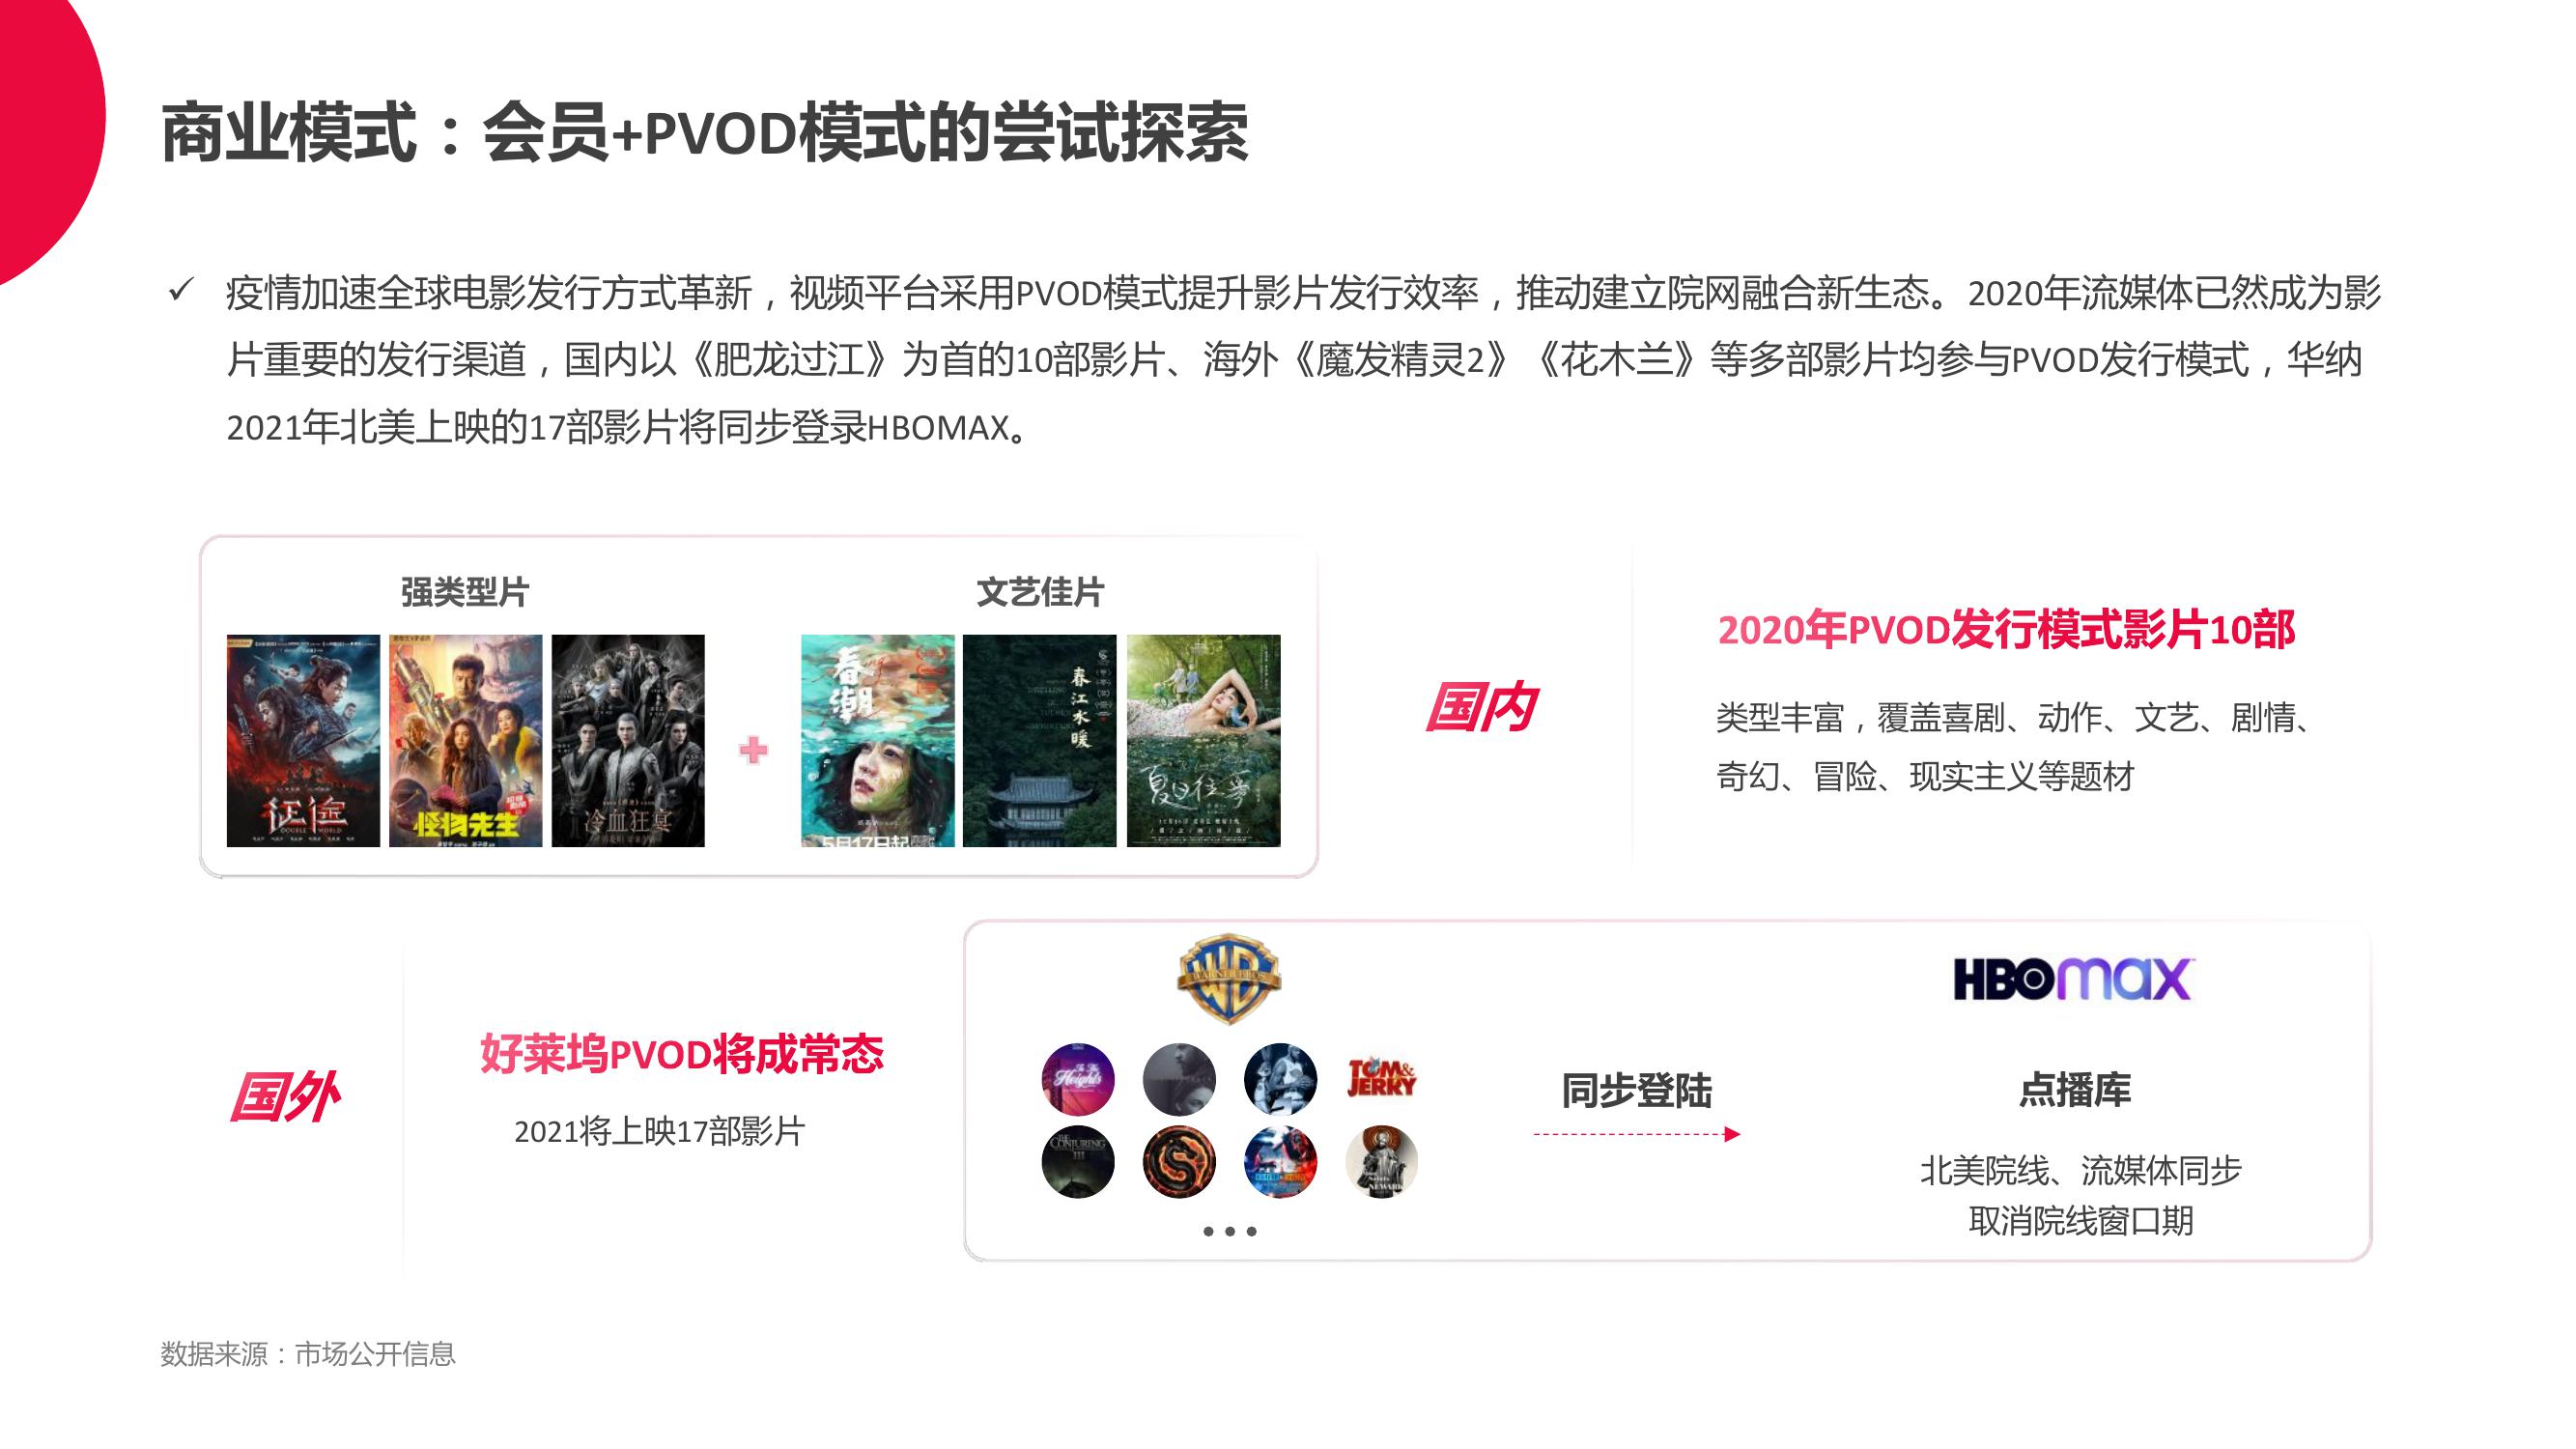 商业模式：会员+PVOD模式的尝试探索
✓ 疫情加速全球电影发行方式革新，视频平台采用PVOD模式提升影片发行效率，推动建立院网融合新生态。2020年流媒体已然成为影
片重要的发行渠道，国内以《肥龙过江》为首的10部影片、海外《魔发精灵2》《花木兰》等多部影片均参与PVOD发行模式，华纳
2021年北美上映的17部影片将同步登录HBOMAX。
强类型片
文艺佳片
征途
DOUBLE WORLD
怪物先生
冷血狂宴
春潮
5月17日起
春江水暖
夏日往梦
国内
2020年PVOD发行模式影片10部
类型丰富，覆盖喜剧、动作、文艺、剧情、
奇幻、冒险、现实主义等题材
国外
好莱坞PVOD将成常态
2021将上映17部影片
WB
WARNER BROS
In The Heights
TOM & JERRY
THE CONJURING III
NEWARK
•••
同步登陆
HBOmax
点播库
北美院线、流媒体同步
取消院线窗口期
数据来源：市场公开信息